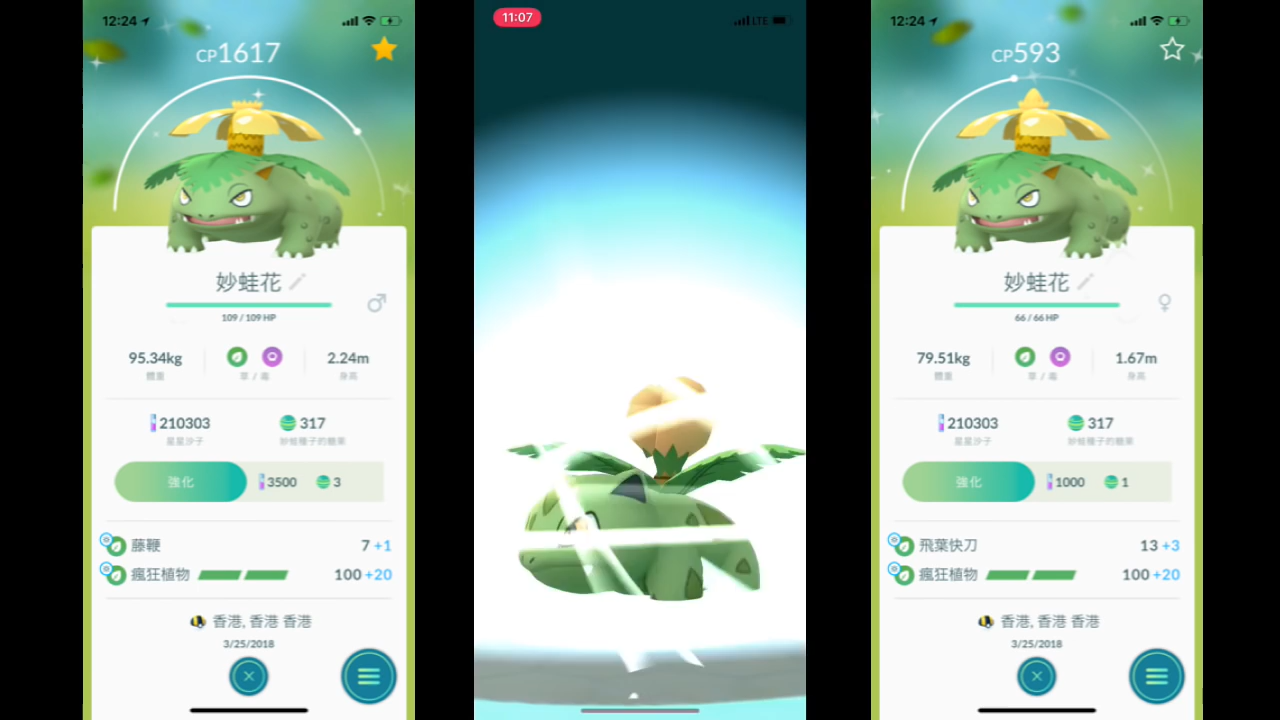 12:24
CP1617
妙蛙花
109 / 109 HP
95.34kg
體重
草 / 毒
2.24m
身高
210303
星星沙子
317
妙蛙種子的糖果
強化
3500
3
藤鞭
7 +1
瘋狂植物
100 +20
香港, 香港 香港
3/25/2018
11:07
LTE
12:24
CP593
妙蛙花
66 / 66 HP
79.51kg
體重
草 / 毒
1.67m
身高
210303
星星沙子
317
妙蛙種子的糖果
強化
1000
1
飛葉快刀
13 +3
瘋狂植物
100 +20
香港, 香港 香港
3/25/2018